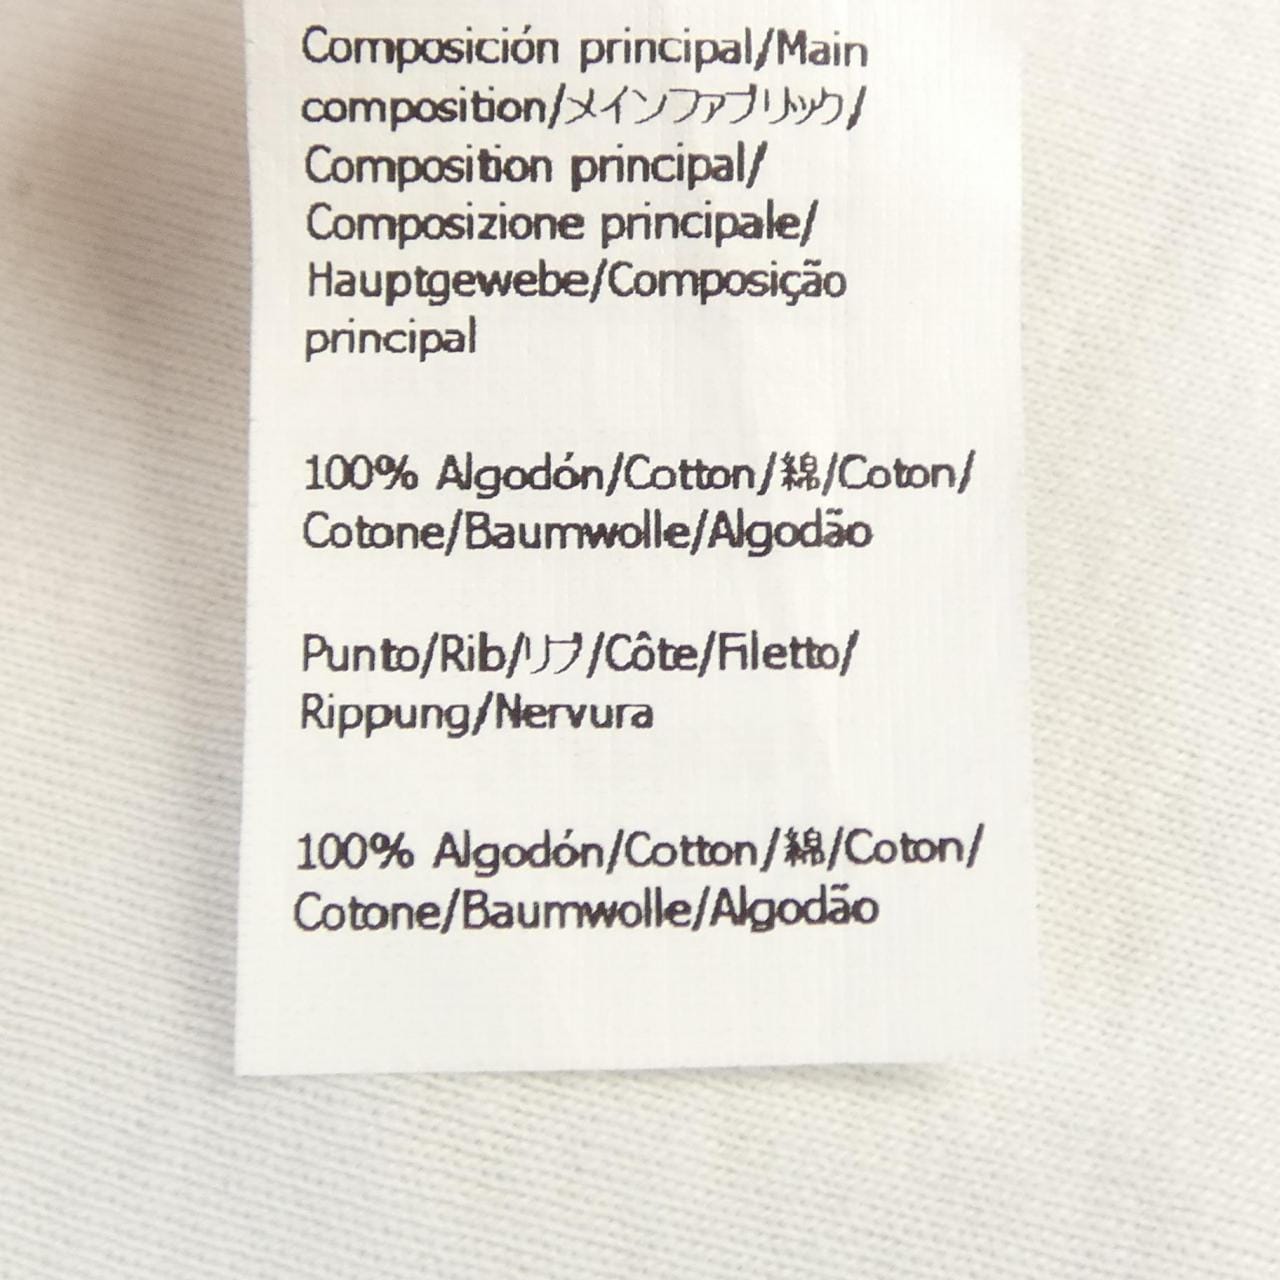 Composición principal/Main
composition/メインファブリック/
Composition principal/
Composizione principale/
Hauptgewebe/Composição
principal
100% Algodón/Cotton/綿/Coton/
Cotone/Baumwolle/Algodão
Punto/Rib/リブ/Côte/Filetto/
Rippung/Nervura
100% Algodón/Cotton/綿/Coton/
Cotone/Baumwolle/Algodão